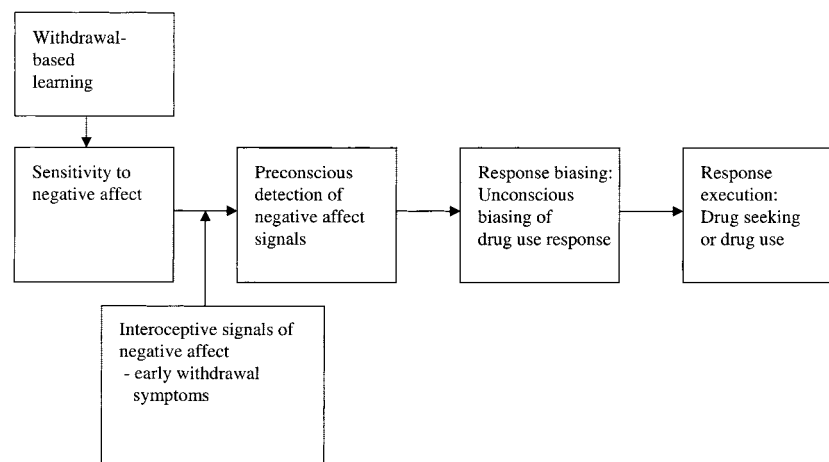 Withdrawal-
based
learning
Sensitivity to
negative affect
Preconscious
detection of
negative affect
signals
Response biasing:
Unconscious
biasing of
drug use response
Response
execution:
Drug seeking
or drug use
Interoceptive signals of
negative affect
- early withdrawal
symptoms